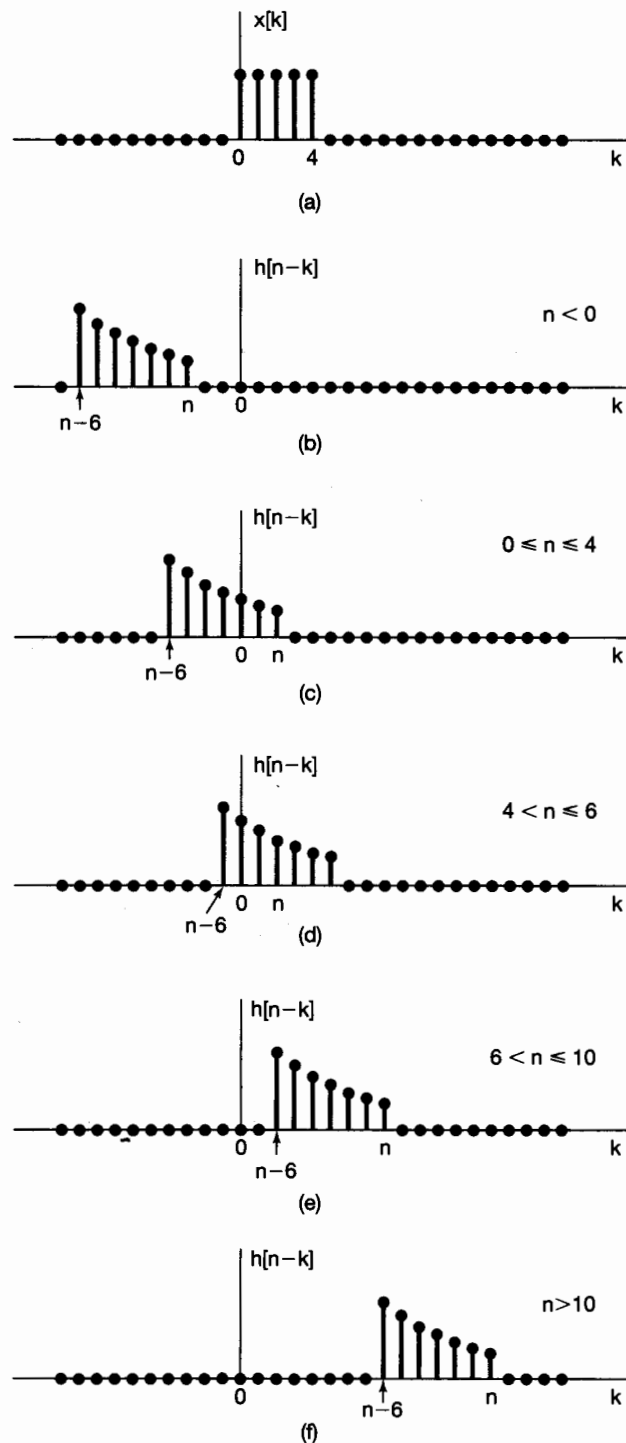 x[k]
0 4 k
(a)
h[n−k]
n < 0
n 0 k
n−6
(b)
h[n−k]
0 ≤ n ≤ 4
0 n k
n−6
(c)
h[n−k]
4 < n ≤ 6
0 n k
n−6
(d)
h[n−k]
6 < n ≤ 10
0 n k
n−6
(e)
h[n−k]
n>10
0 n k
n−6
(f)